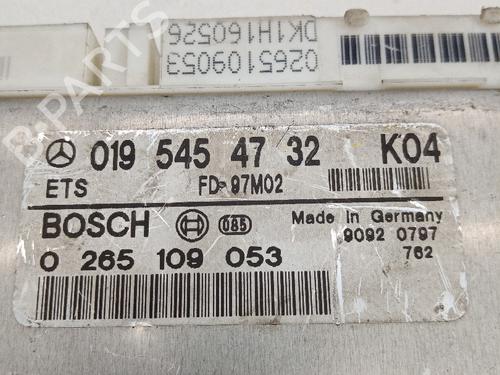 DK1H160526
0265109053
019 545 47 32 K04
ETS FD-97M02
BOSCH 085 Made in Germany
9092 0797
0 265 109 053 762